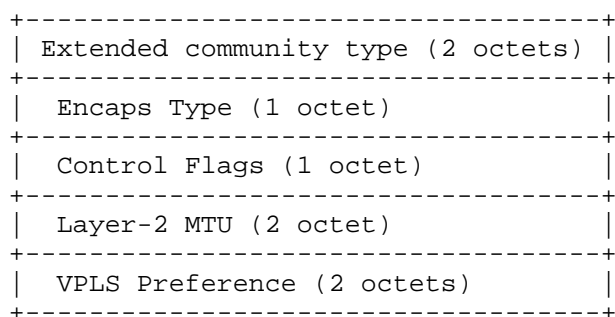 Extended community type (2 octets)
Encaps Type (1 octet)
Control Flags (1 octet)
Layer-2 MTU (2 octet)
VPLS Preference (2 octets)